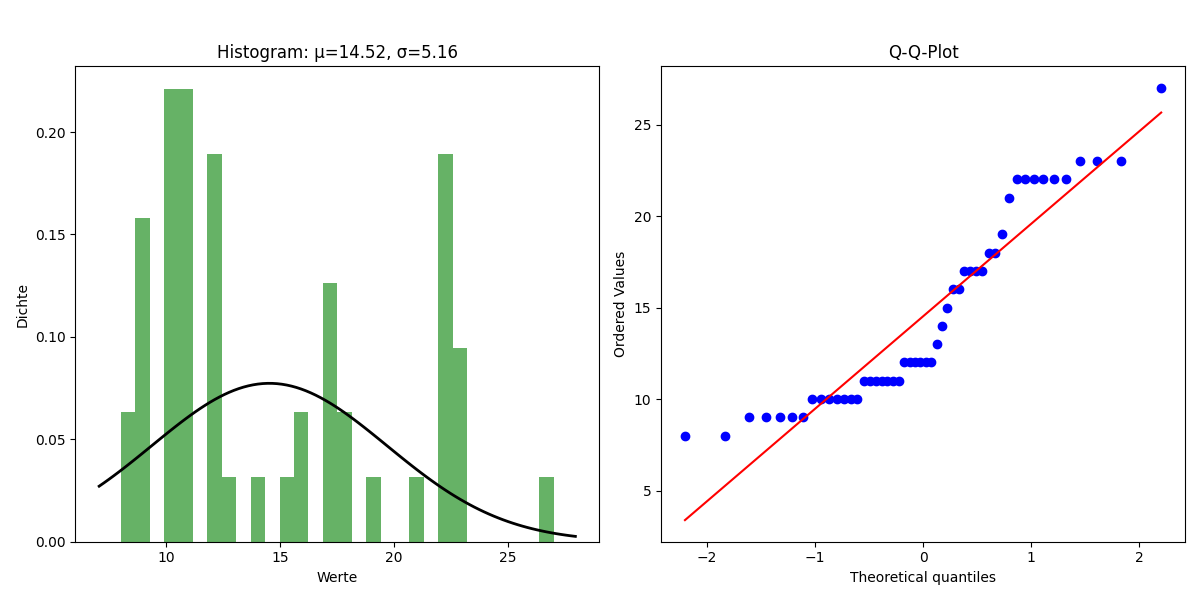 Histogram: μ=14.52, σ=5.16
Dichte
0.20
0.15
0.10
0.05
0.00
10 15 20 25
Werte
Q-Q-Plot
Ordered Values
25
20
15
10
5
−2 −1 0 1 2
Theoretical quantiles